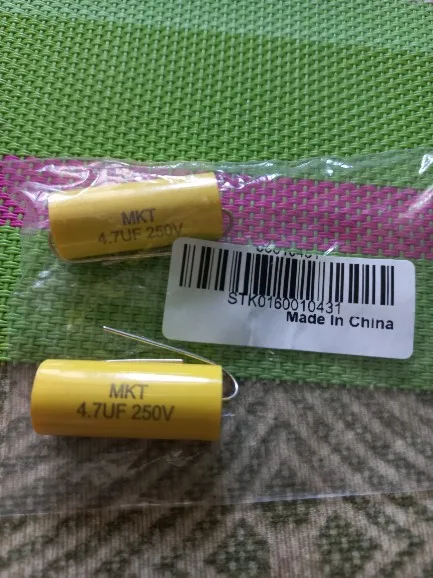 MKT
4.7UF 250V
STK0160010431
Made In China
MKT
4.7UF 250V